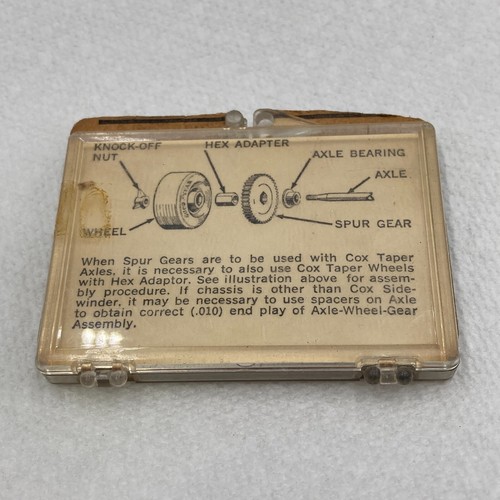 KNOCK-OFF NUT
HEX ADAPTER
AXLE BEARING
AXLE
WHEEL
SPUR GEAR
When Spur Gears are to be used with Cox Taper
Axles, it is necessary to also use Cox Taper Wheels
with Hex Adaptor. See illustration above for assem-
bly procedure. If chassis is other than Cox Side-
winder, it may be necessary to use spacers on Axle
to obtain correct (.010) end play of Axle-Wheel-Gear
Assembly.